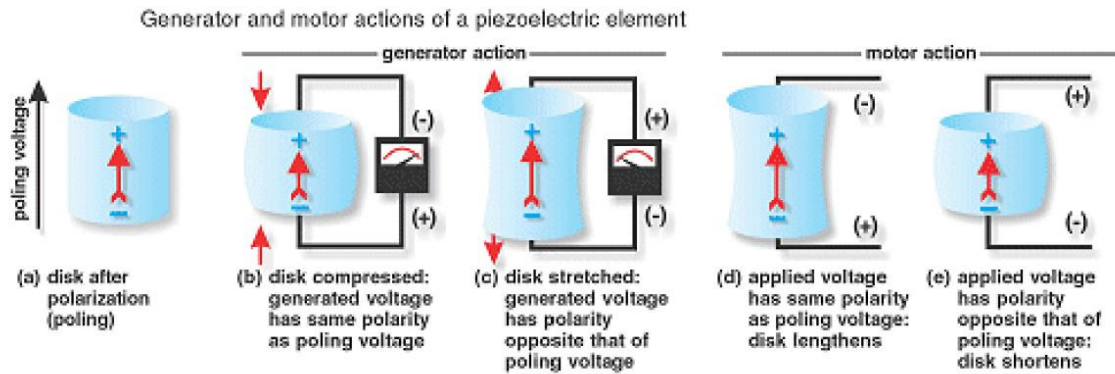 Generator and motor actions of a piezoelectric element
generator action
motor action
poling voltage
+
−
(a) disk after
polarization
(poling)
+
−
(-)
(+)
(b) disk compressed:
generated voltage
has same polarity
as poling voltage
+
−
(+)
(-)
(c) disk stretched:
generated voltage
has polarity
opposite that of
poling voltage
+
−
(-)
(+)
(d) applied voltage
has same polarity
as poling voltage:
disk lengthens
+
−
(+)
(-)
(e) applied voltage
has polarity
opposite that of
poling voltage:
disk shortens